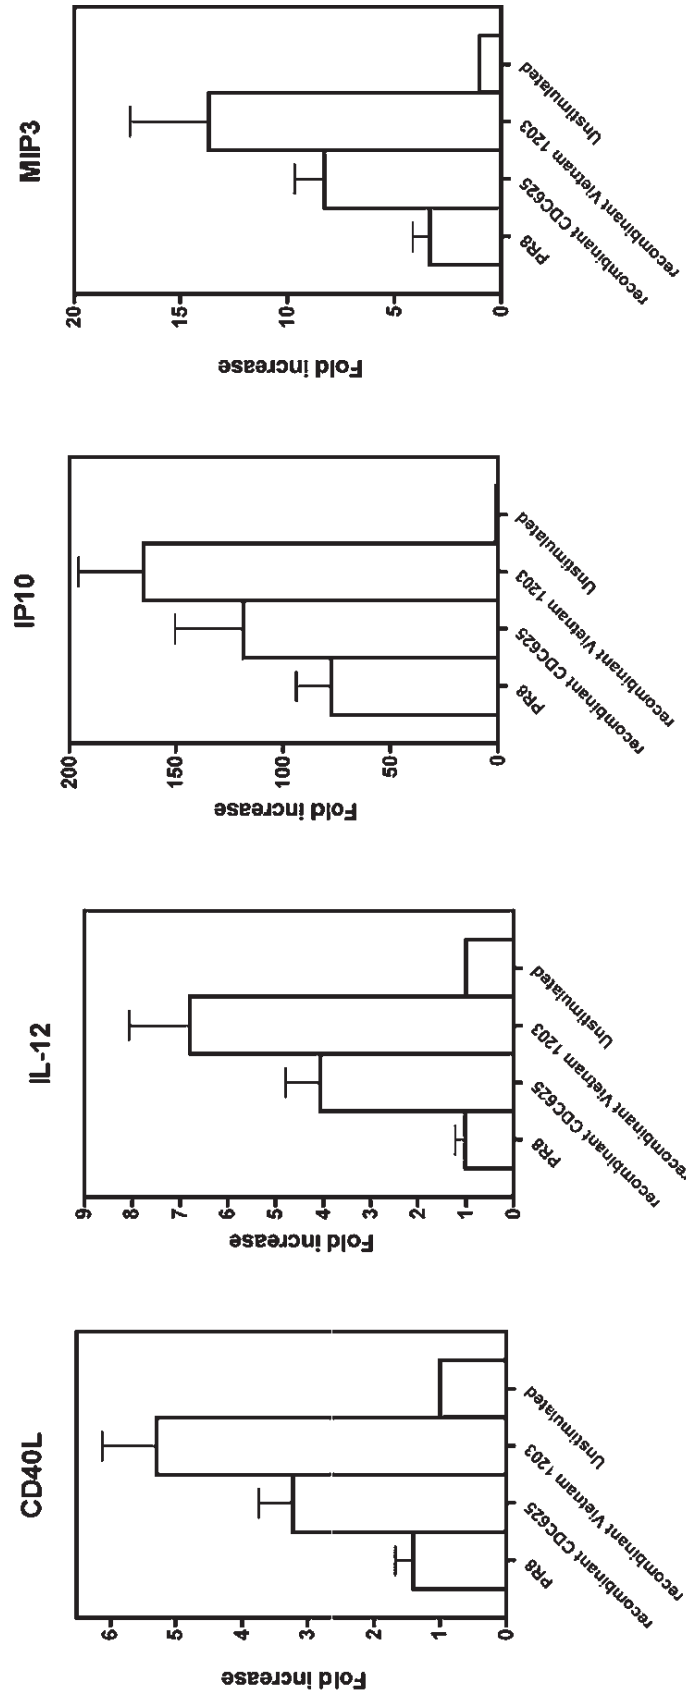 CD40L
Fold increase
6
5
4
3
2
1
0
PR8
recombinant CDC625
recombinant Vietnam 1203
Unstimulated
IL-12
Fold increase
9
8
7
6
5
4
3
2
1
0
PR8
recombinant CDC625
recombinant Vietnam 1203
Unstimulated
IP10
Fold increase
200
150
100
50
0
PR8
recombinant CDC625
recombinant Vietnam 1203
Unstimulated
MIP3
Fold increase
20
15
10
5
0
PR8
recombinant CDC625
recombinant Vietnam 1203
Unstimulated